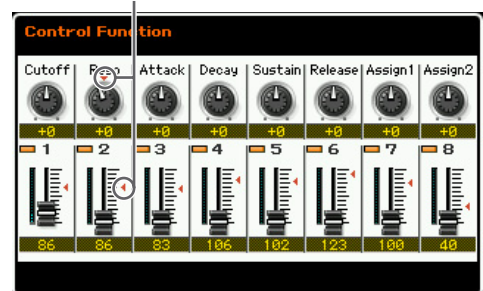 Control Function
Cutoff Reso Attack Decay Sustain Release Assign1 Assign2
+0 +0 +0 +0 +0 +0 +0 +0
1 2 3 4 5 6 7 8
86 86 83 106 102 123 100 40